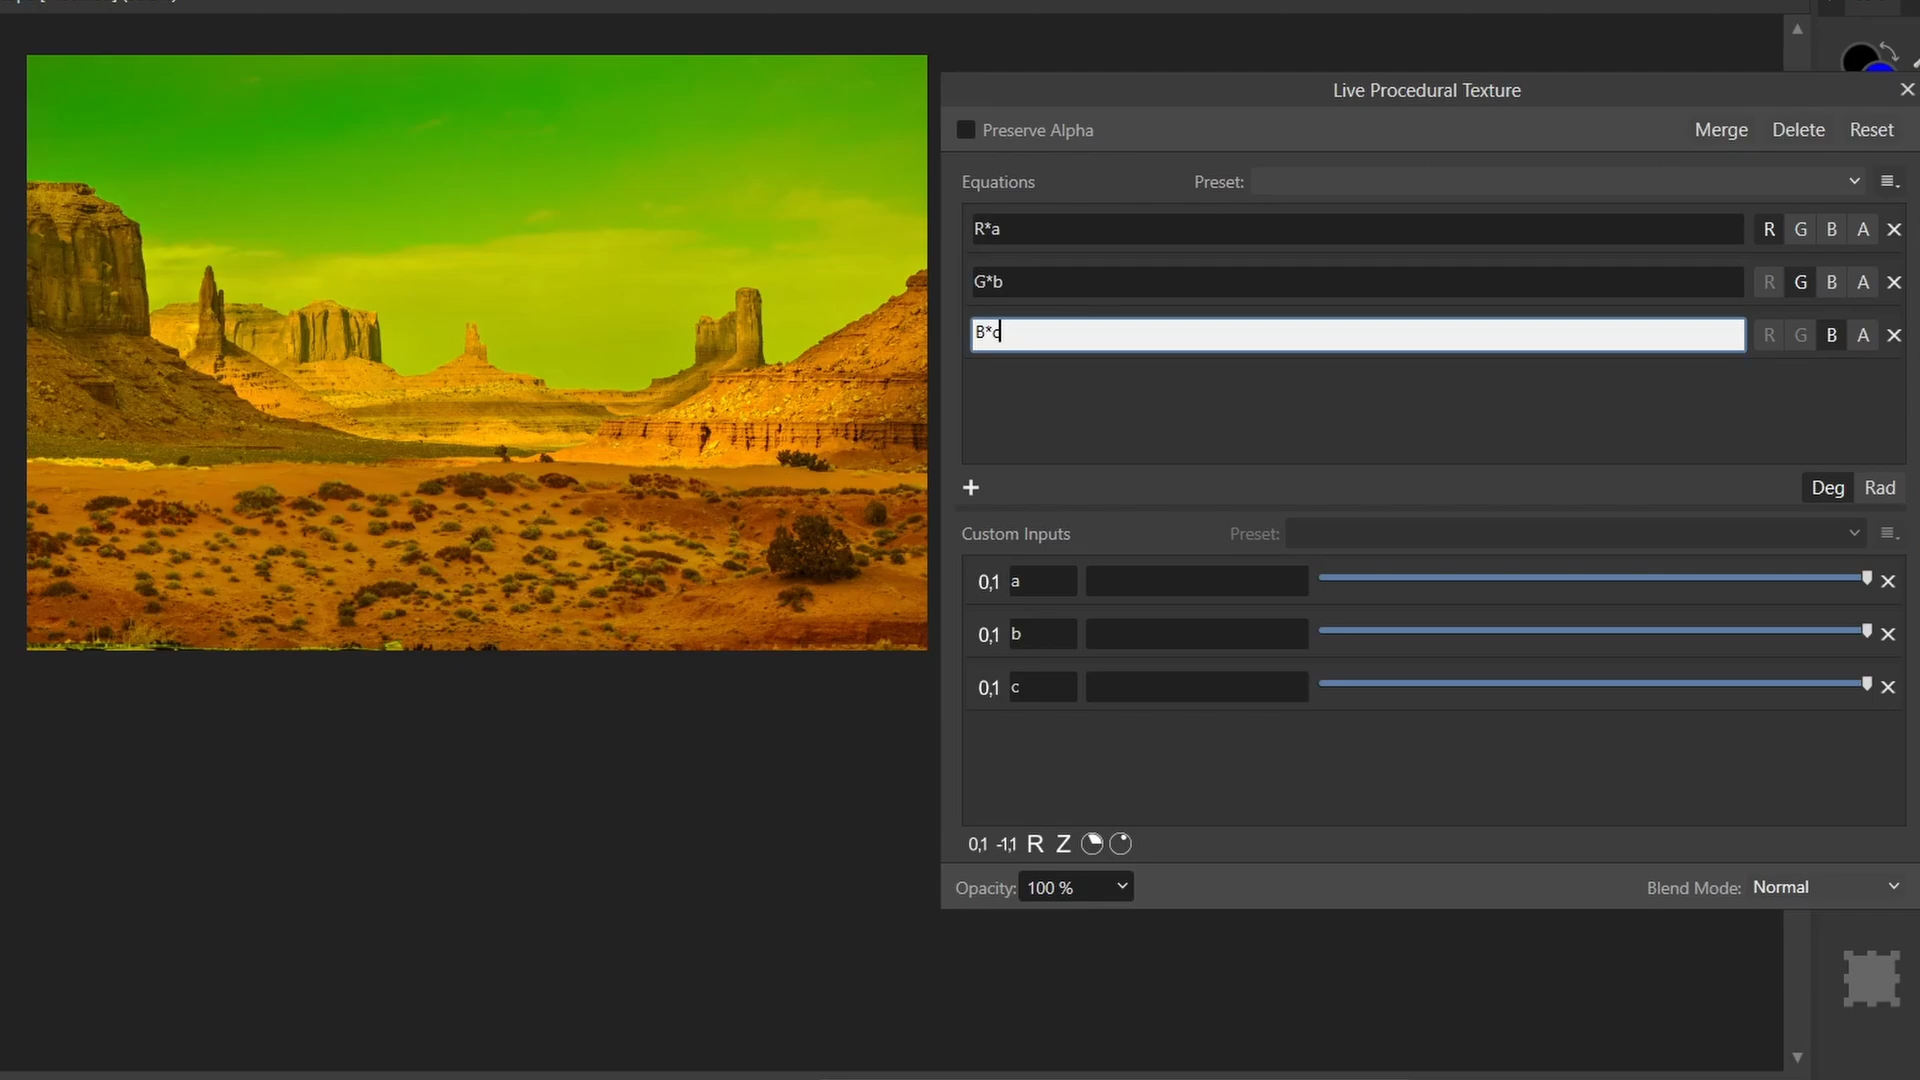 Live Procedural Texture
Preserve Alpha
Merge Delete Reset
Equations Preset:
R*a R G B A
G*b R G B A
B*c R G B A
Deg Rad
Custom Inputs Preset:
0,1 a
0,1 b
0,1 c
0,1 -1,1 R Z
Opacity: 100 % Blend Mode: Normal